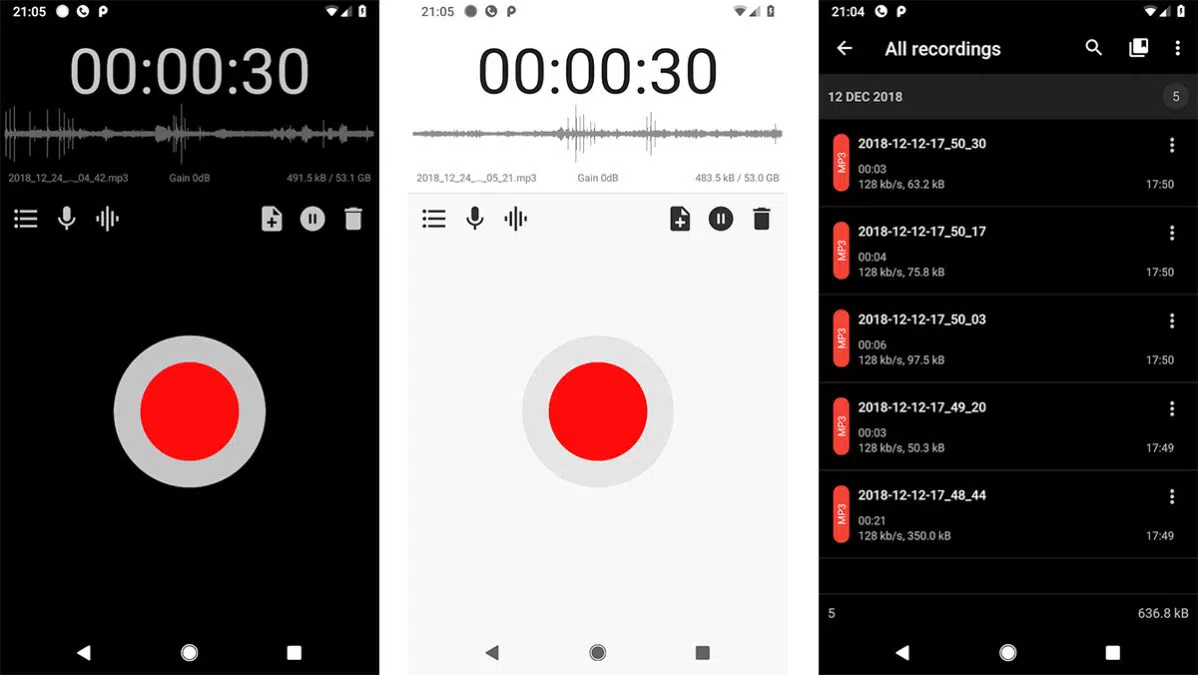 21:05
00:00:30
2018_12_24_..._04_42.mp3 Gain 0dB 491.5 kB / 53.1 GB
21:05
00:00:30
2018_12_24_..._05_21.mp3 Gain 0dB 483.5 kB / 53.0 GB
21:04
All recordings
12 DEC 2018 5
2018-12-12-17_50_30
MP3
00:03
128 kb/s, 63.2 kB 17:50
2018-12-12-17_50_17
MP3
00:04
128 kb/s, 75.8 kB 17:50
2018-12-12-17_50_03
MP3
00:06
128 kb/s, 97.5 kB 17:50
2018-12-12-17_49_20
MP3
00:03
128 kb/s, 50.3 kB 17:49
2018-12-12-17_48_44
MP3
00:21
128 kb/s, 350.0 kB 17:49
5 636.8 kB